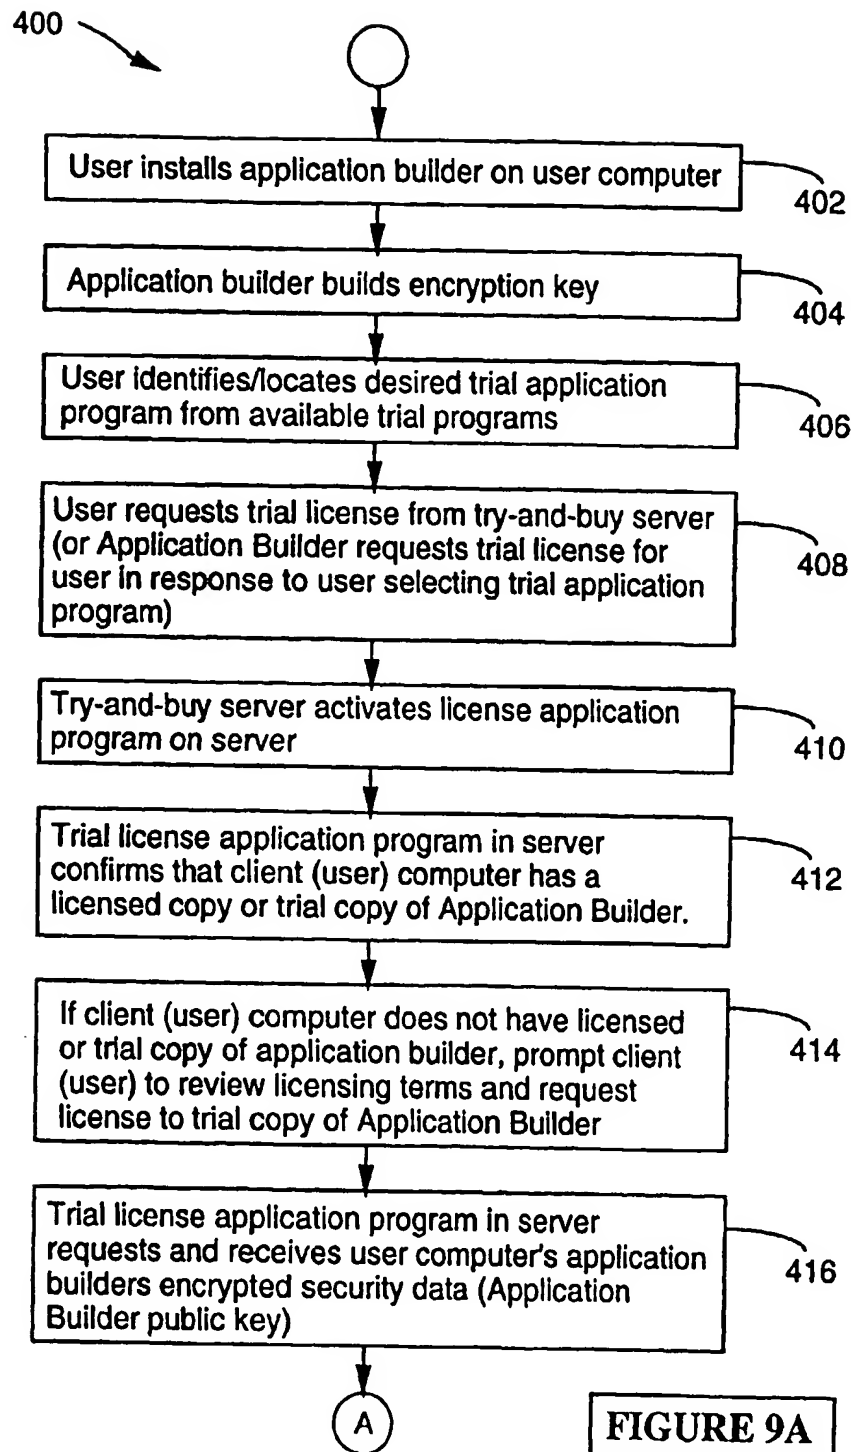 400
User installs application builder on user computer
402
Application builder builds encryption key
404
User identifies/locates desired trial application
program from available trial programs
406
User requests trial license from try-and-buy server
(or Application Builder requests trial license for
user in response to user selecting trial application
program)
408
Try-and-buy server activates license application
program on server
410
Trial license application program in server
confirms that client (user) computer has a
licensed copy or trial copy of Application Builder.
412
If client (user) computer does not have licensed
or trial copy of application builder, prompt client
(user) to review licensing terms and request
license to trial copy of Application Builder
414
Trial license application program in server
requests and receives user computer's application
builders encrypted security data (Application
Builder public key)
416
A
FIGURE 9A